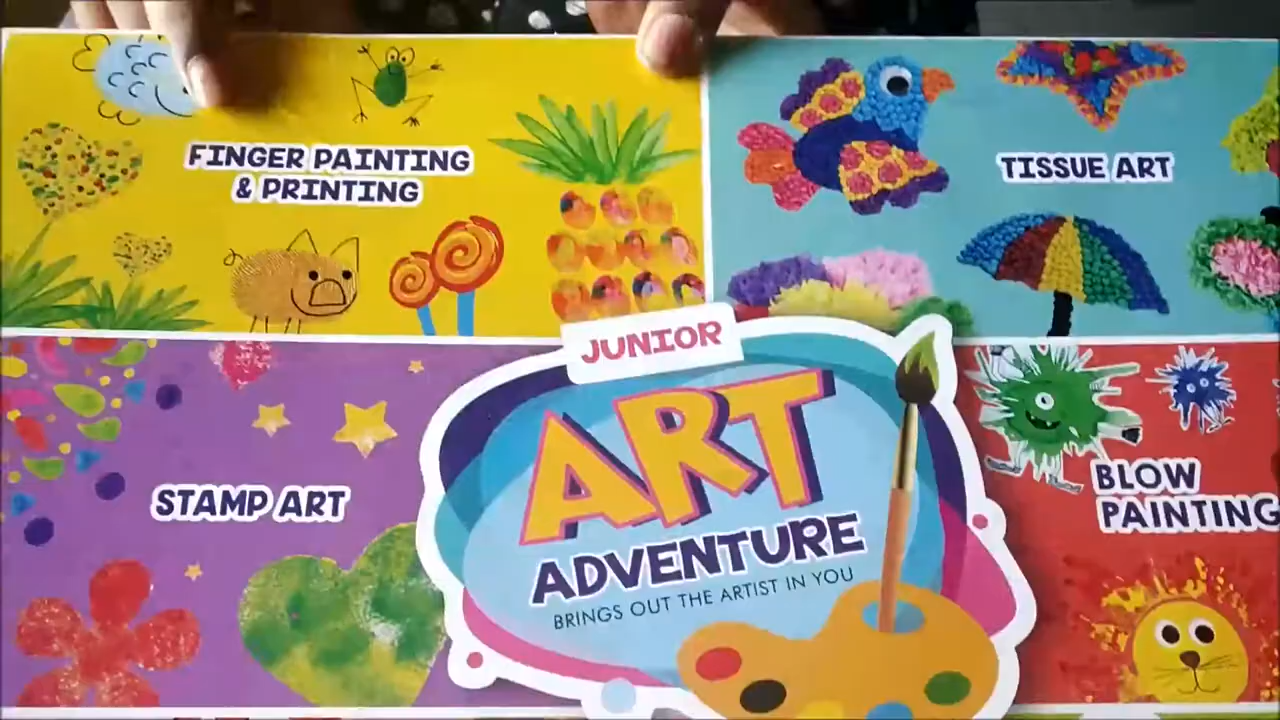 FINGER PAINTING
& PRINTING
TISSUE ART
JUNIOR
ART
ADVENTURE
BRINGS OUT THE ARTIST IN YOU
STAMP ART
BLOW
PAINTING